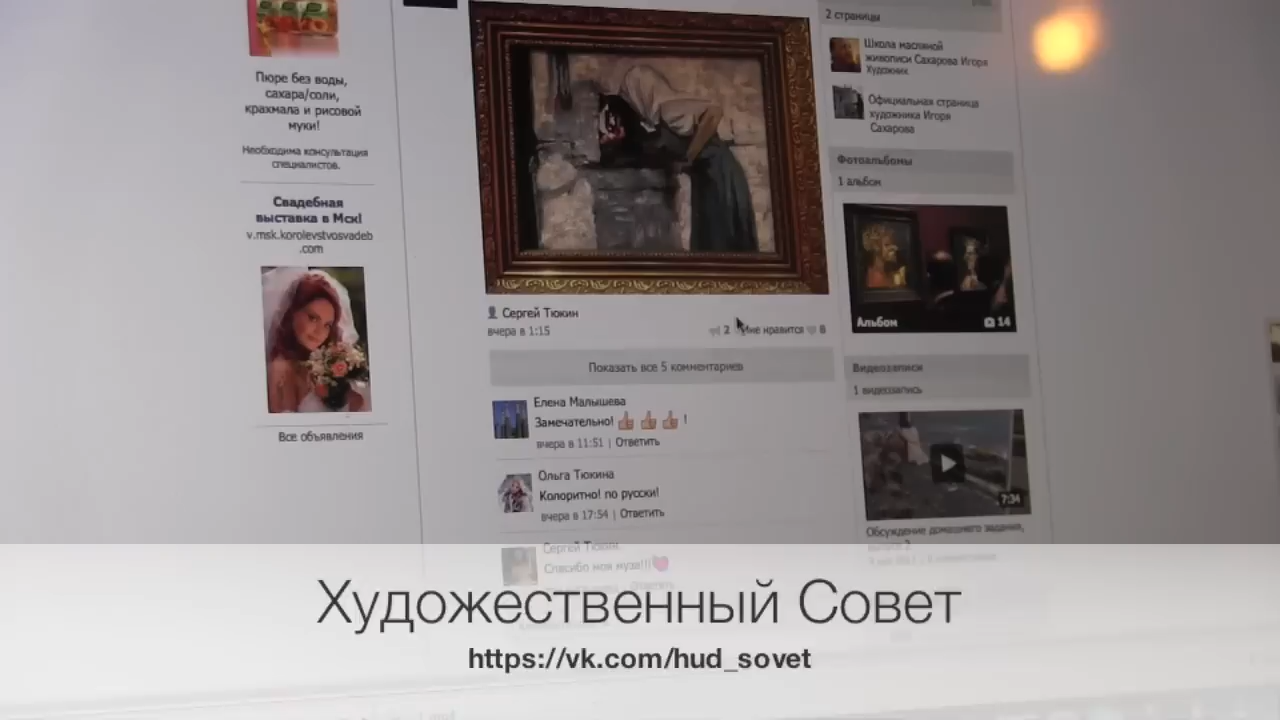 Пюре без воды,
сахара/соли,
крахмала и рисовой
муки!
Необходима консультация
специалистов.
Свадебная
выставка в Мск!
v.msk.korolevstvosvadeb
.com
Все объявления
Сергей Тюкин
вчера в 1:15
2 Мне нравится 8
Показать все 5 комментариев
Елена Малышева
Замечательно! !
вчера в 11:51 | Ответить
Ольга Тюкина
Колоритно! по русски!
вчера в 17:54 | Ответить
Сергей Тюкин
Спасибо моя муза!!!
Ответить
2 страницы
Школа масляной
живописи Сахарова Игоря
Художник
Официальная страница
художника Игоря
Сахарова
Фотоальбомы
1 альбом
Альбом 14
Видеозаписи
1 видеозапись
7:34
Обсуждение домашнего задания,
Художественный Совет
https://vk.com/hud_sovet